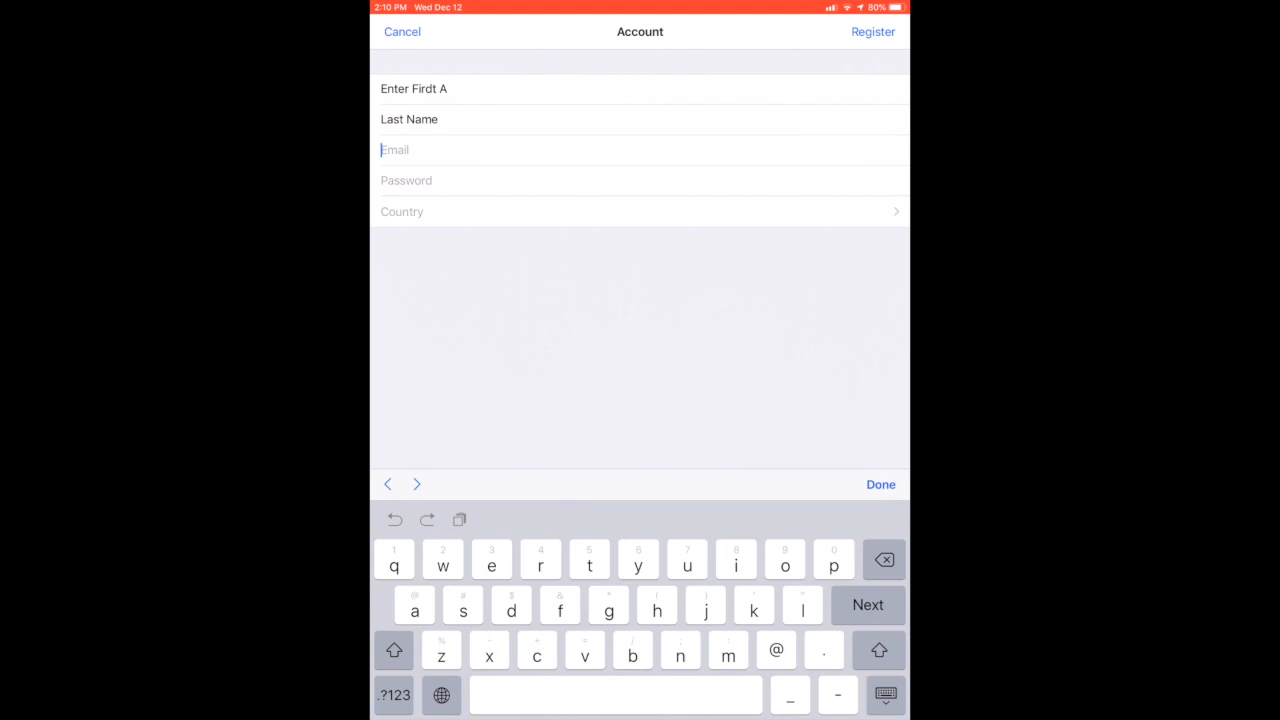 2:10 PM Wed Dec 12 80%
Cancel Account Register
Enter Firdt A
Last Name
Email
Password
Country
Done
1 2 3 4 5 6 7 8 9 0
q w e r t y u i o p
@ # & * ( ) ' "
a s d f g h j k l Next
% - + = / ; :
z x c v b n m @ .
.?123 _ -